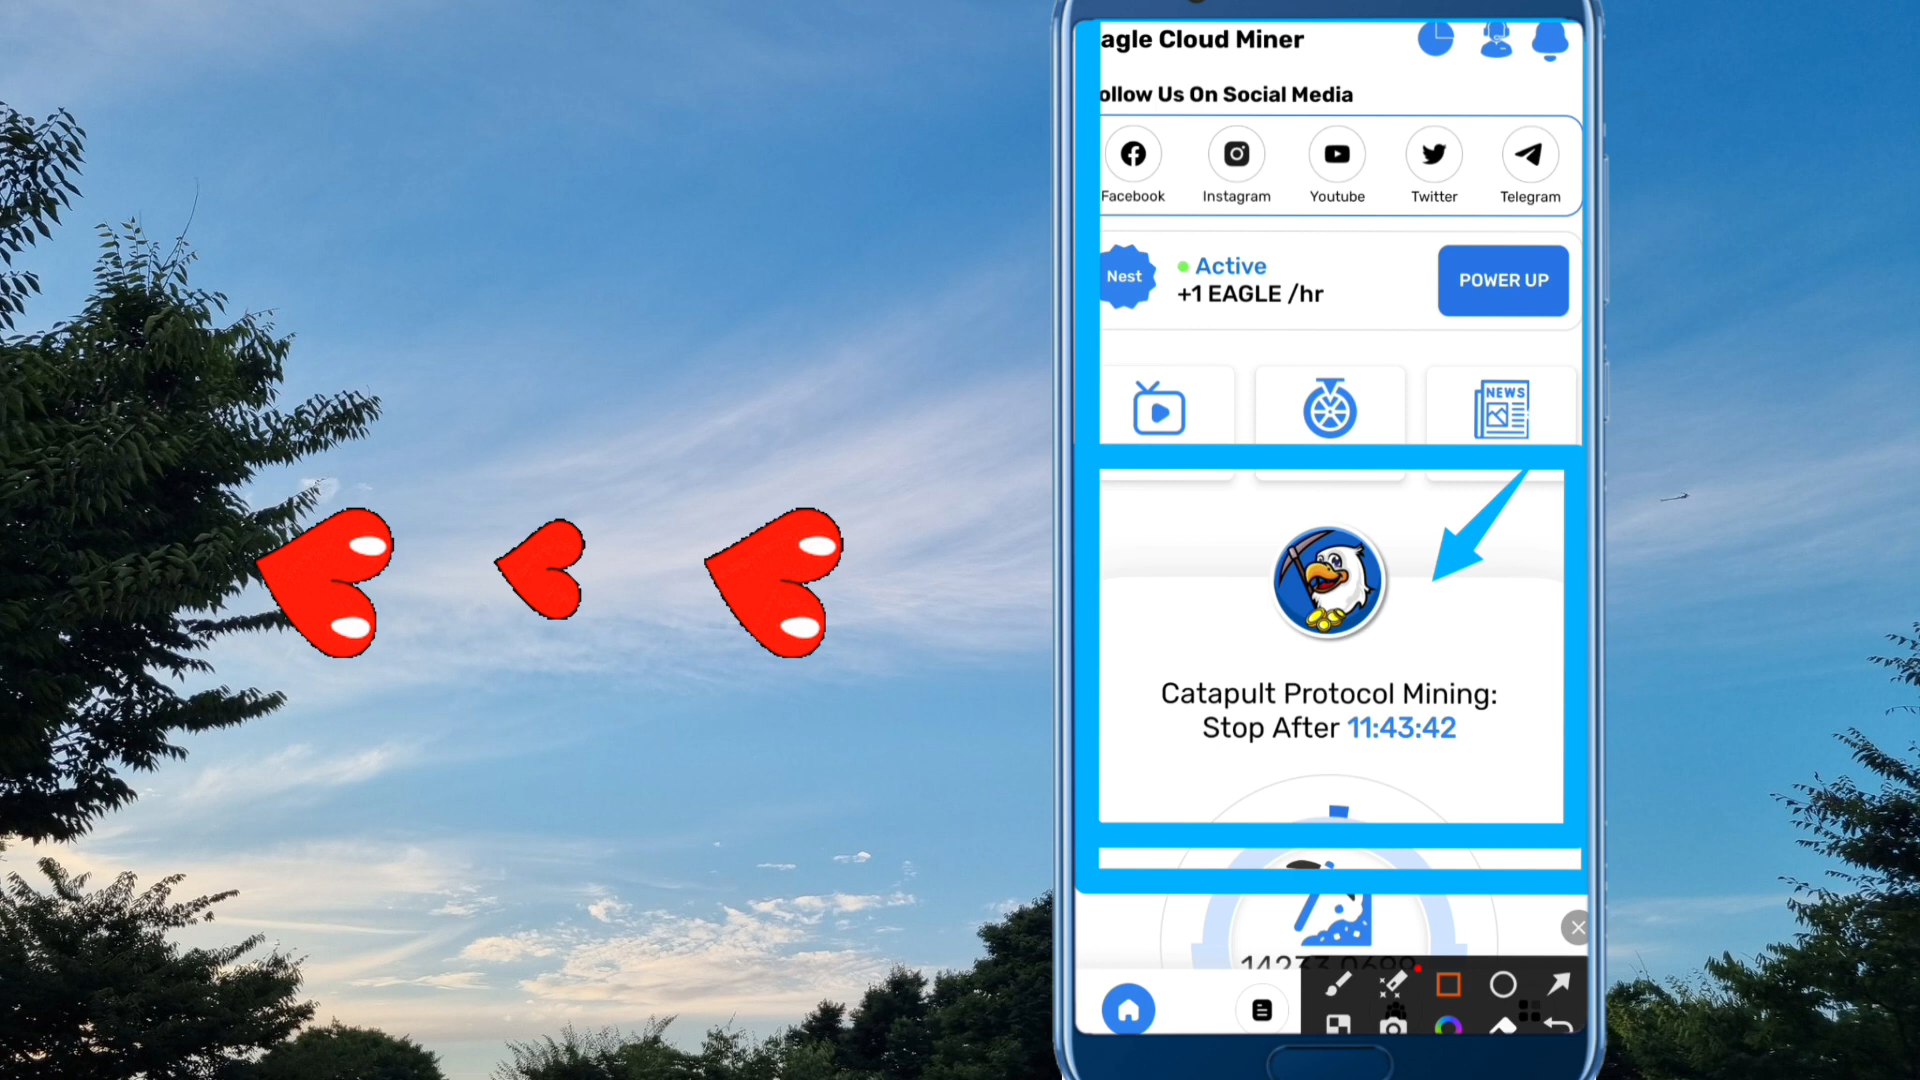 agle Cloud Miner
ollow Us On Social Media
Facebook
Instagram
Youtube
Twitter
Telegram
Nest
Active
+1 EAGLE /hr
POWER UP
NEWS
Catapult Protocol Mining:
Stop After 11:43:42